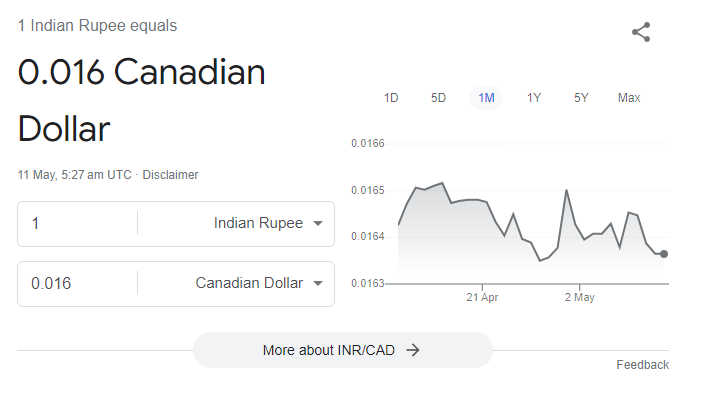 1 Indian Rupee equals
0.016 Canadian
Dollar
11 May, 5:27 am UTC · Disclaimer
1 Indian Rupee
0.016 Canadian Dollar
1D 5D 1M 1Y 5Y Max
0.0166
0.0165
0.0164
0.0163
21 Apr 2 May
More about INR/CAD
Feedback